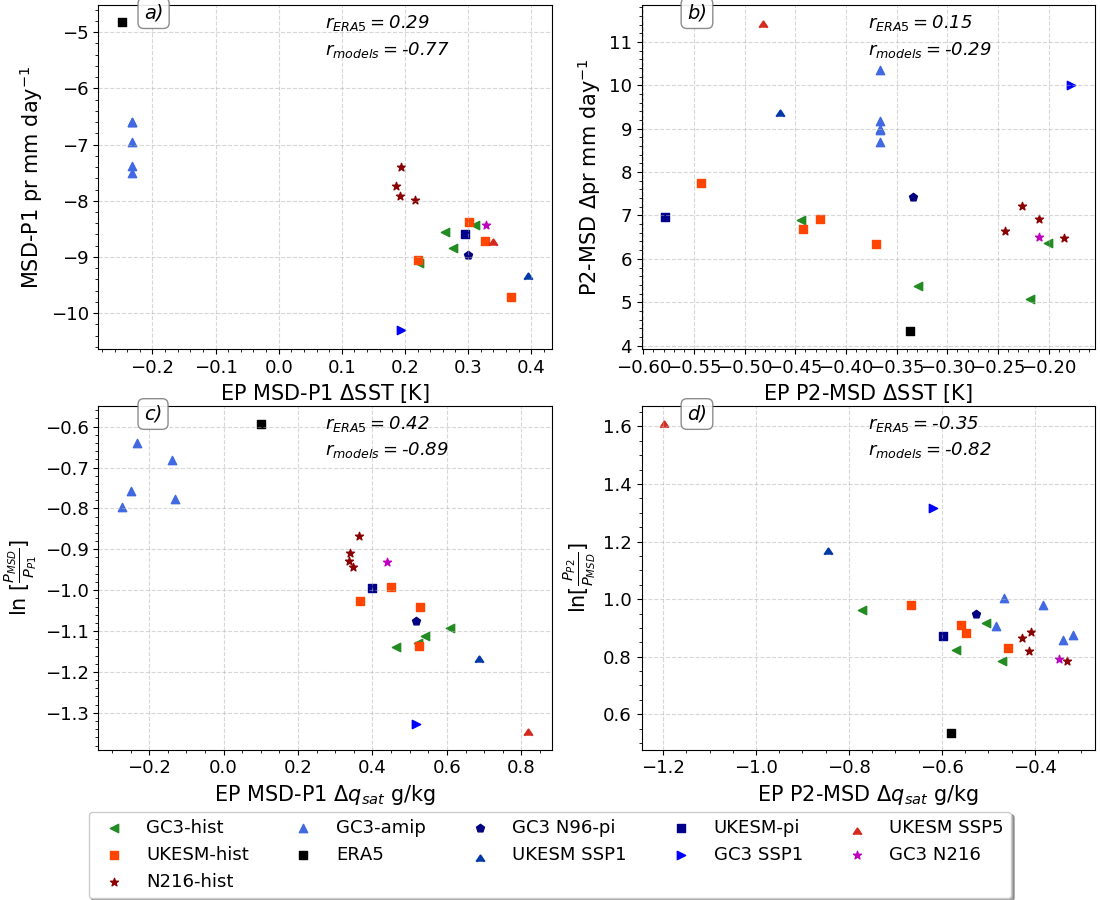 a)
r_ERA5 = 0.29
r_models = -0.77
−5
−6
−7
−8
−9
−10
MSD-P1 pr mm day⁻¹
−0.2 −0.1 0.0 0.1 0.2 0.3 0.4
EP MSD-P1 ΔSST [K]
b)
r_ERA5 = 0.15
r_models = -0.29
11
10
9
8
7
6
5
4
P2-MSD Δpr mm day⁻¹
−0.60 −0.55 −0.50 −0.45 −0.40 −0.35 −0.30 −0.25 −0.20
EP P2-MSD ΔSST [K]
c)
r_ERA5 = 0.42
r_models = -0.89
−0.6
−0.7
−0.8
−0.9
−1.0
−1.1
−1.2
−1.3
ln [P_MSD/P_P1]
−0.2 0.0 0.2 0.4 0.6 0.8
EP MSD-P1 Δq_sat g/kg
d)
r_ERA5 = -0.35
r_models = -0.82
1.6
1.4
1.2
1.0
0.8
0.6
ln[P_P2/P_MSD]
−1.2 −1.0 −0.8 −0.6 −0.4
EP P2-MSD Δq_sat g/kg
GC3-hist GC3-amip GC3 N96-pi UKESM-pi UKESM SSP5
UKESM-hist ERA5 UKESM SSP1 GC3 SSP1 GC3 N216
N216-hist